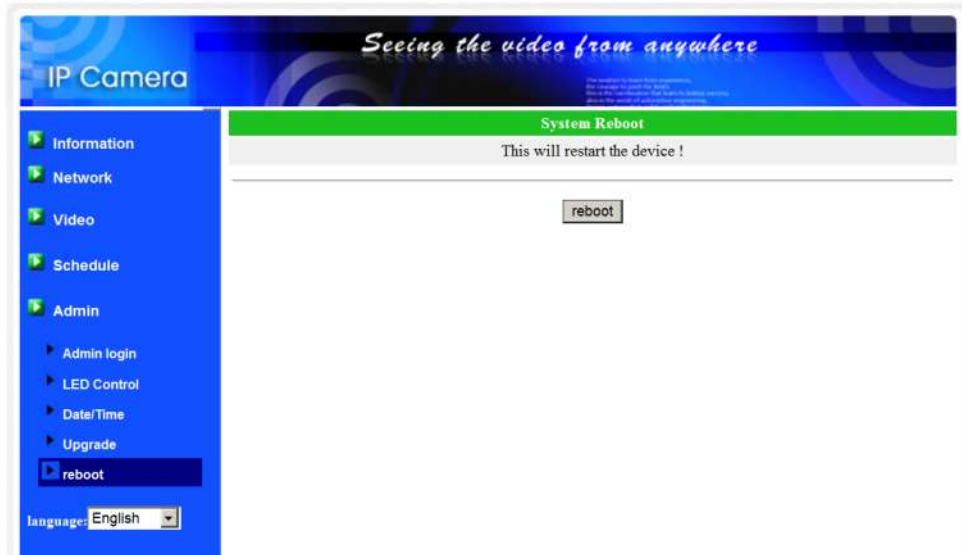 Seeing the video from anywhere
IP Camera
System Reboot
This will restart the device !
reboot
Information
Network
Video
Schedule
Admin
Admin login
LED Control
Date/Time
Upgrade
reboot
language: English